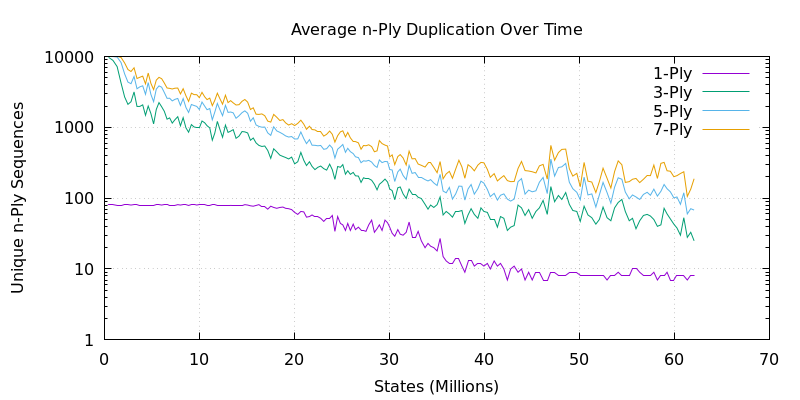 Average n-Ply Duplication Over Time
Unique n-Ply Sequences
10000
1000
100
10
1
1-Ply
3-Ply
5-Ply
7-Ply
0 10 20 30 40 50 60 70
States (Millions)